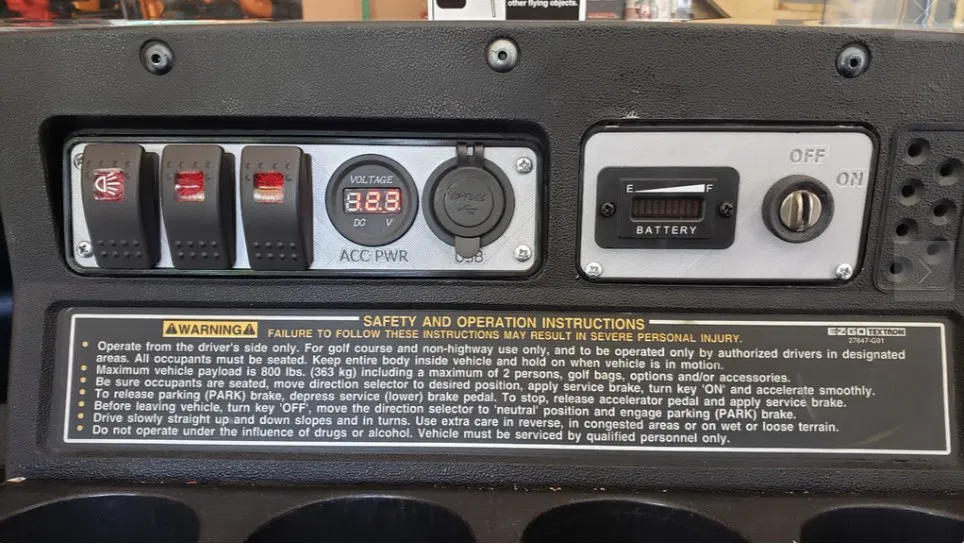 other flying objects.
OFF
ON
VOLTAGE
DC V
ACC PWR
USB
E F
BATTERY
WARNING
SAFETY AND OPERATION INSTRUCTIONS
FAILURE TO FOLLOW THESE INSTRUCTIONS MAY RESULT IN SEVERE PERSONAL INJURY.
E-Z-GO TEXTRON
27647-G01
• Operate from the driver's side only. For golf course and non-highway use only, and to be operated only by authorized drivers in designated
areas. All occupants must be seated. Keep entire body inside vehicle and hold on when vehicle is in motion.
• Maximum vehicle payload is 800 lbs. (363 kg) including a maximum of 2 persons, golf bags, options and/or accessories.
• Be sure occupants are seated, move direction selector to desired position, apply service brake, turn key 'ON' and accelerate smoothly.
• To release parking (PARK) brake, depress service (lower) brake pedal. To stop, release accelerator pedal and apply service brake.
• Before leaving vehicle, turn key 'OFF', move the direction selector to 'neutral' position and engage parking (PARK) brake.
• Drive slowly straight up and down slopes and in turns. Use extra care in reverse, in congested areas or on wet or loose terrain.
• Do not operate under the influence of drugs or alcohol. Vehicle must be serviced by qualified personnel only.